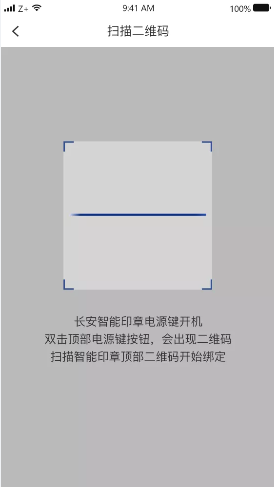 Z+ 9:41 AM 100%
扫描二维码
长安智能印章电源键开机
双击顶部电源键按钮，会出现二维码
扫描智能印章顶部二维码开始绑定